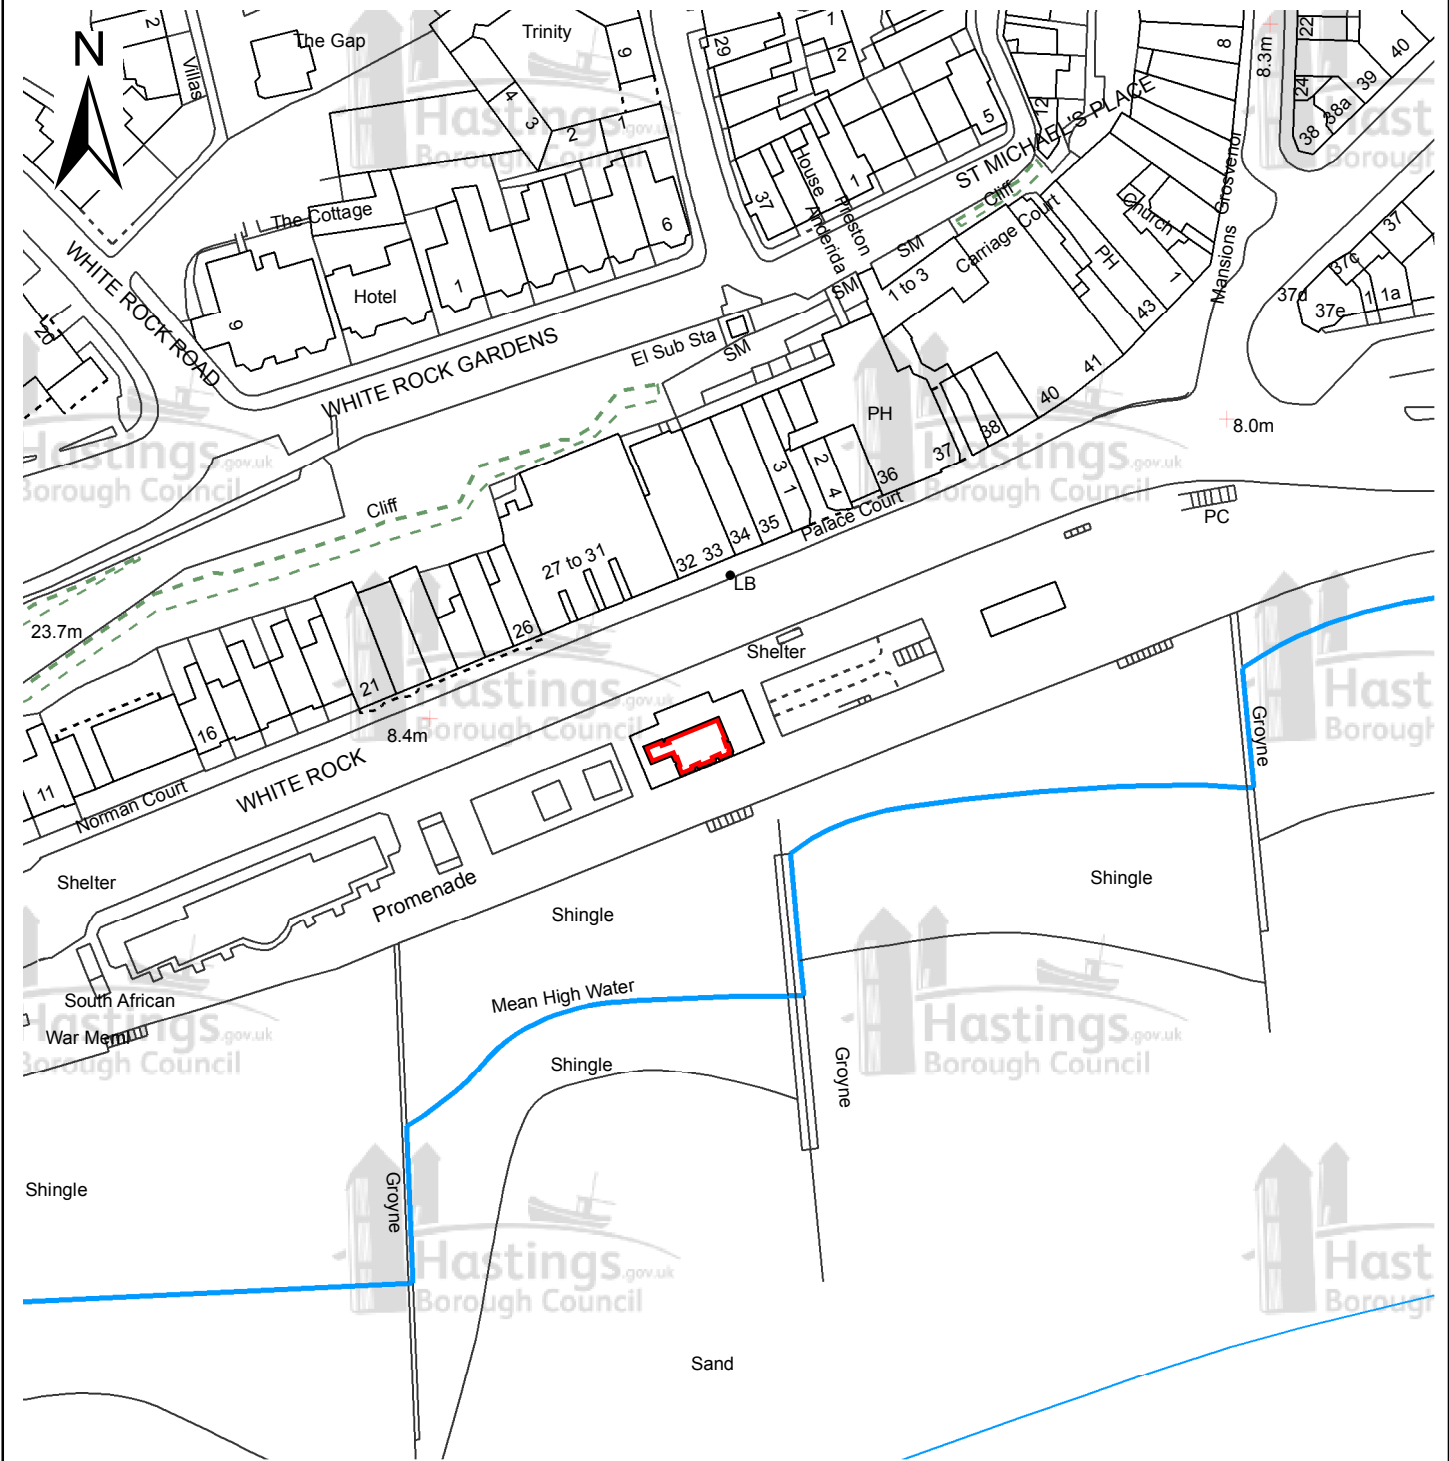 N
2
Villas
The Gap
Trinity
9
4
3
2
1
29
1
2
5
12
8
8.3m
22
24
40
39
38a
38
ST MICHAEL'S PLACE
House
1
37
Preston
Anderida
Cliff
Carriage Court
Church
PH
1
43
Mansions Grosvenor
37
37c
37d
37e
1
1a
The Cottage
Hotel
1
6
9
20
WHITE ROCK ROAD
WHITE ROCK GARDENS
El Sub Sta
SM
SM
SM
1 to 3
41
40
38
37
PH
8.0m
3
1
2
4
36
Palace Court
PC
Cliff
27 to 31
32
33
34
35
LB
26
23.7m
21
16
11
8.4m
Norman Court
WHITE ROCK
Shelter
Shelter
Promenade
South African
War Meml
Groyne
Shingle
Shingle
Mean High Water
Shingle
Groyne
Shingle
Groyne
Sand
Hastings.gov.uk
Borough Council